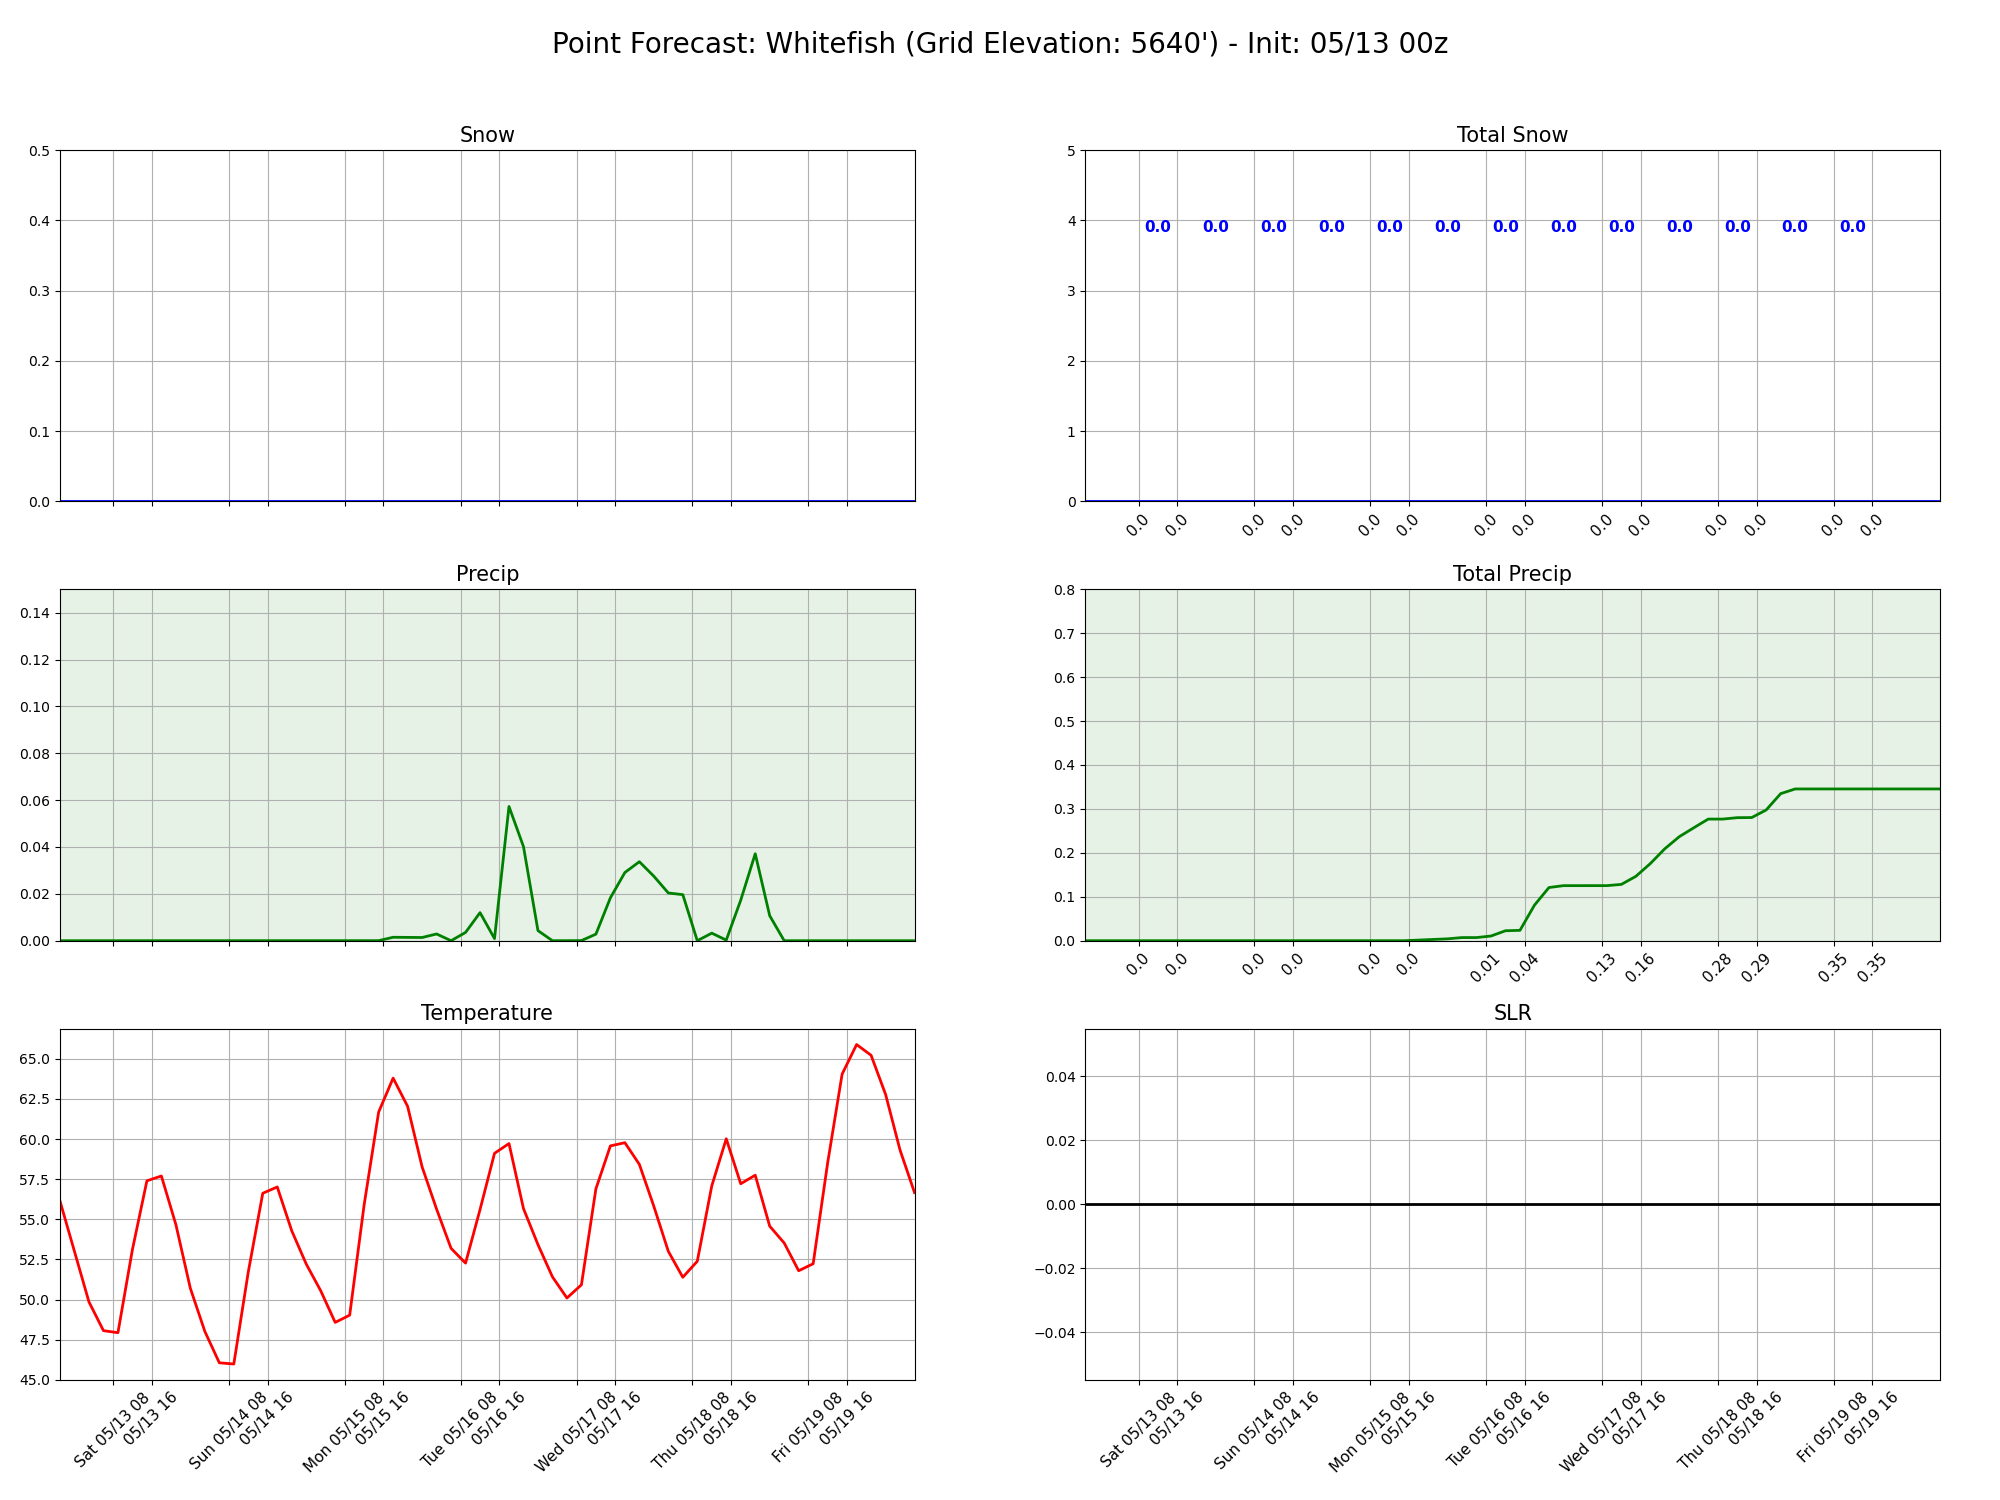 Point Forecast: Whitefish (Grid Elevation: 5640') - Init: 05/13 00z
Snow
0.5
0.4
0.3
0.2
0.1
0.0
Total Snow
5
4
3
2
1
0
0.0 0.0 0.0 0.0 0.0 0.0 0.0 0.0 0.0 0.0 0.0 0.0 0.0
0.0 0.0 0.0 0.0 0.0 0.0 0.0 0.0 0.0 0.0 0.0 0.0 0.0 0.0
Precip
0.14
0.12
0.10
0.08
0.06
0.04
0.02
0.00
Total Precip
0.8
0.7
0.6
0.5
0.4
0.3
0.2
0.1
0.0
0.0 0.0 0.0 0.0 0.0 0.0 0.01 0.04 0.13 0.16 0.28 0.29 0.35 0.35
Temperature
65.0
62.5
60.0
57.5
55.0
52.5
50.0
47.5
45.0
Sat 05/13 08
05/13 16
Sun 05/14 08
05/14 16
Mon 05/15 08
05/15 16
Tue 05/16 08
05/16 16
Wed 05/17 08
05/17 16
Thu 05/18 08
05/18 16
Fri 05/19 08
05/19 16
SLR
0.04
0.02
0.00
−0.02
−0.04
Sat 05/13 08
05/13 16
Sun 05/14 08
05/14 16
Mon 05/15 08
05/15 16
Tue 05/16 08
05/16 16
Wed 05/17 08
05/17 16
Thu 05/18 08
05/18 16
Fri 05/19 08
05/19 16